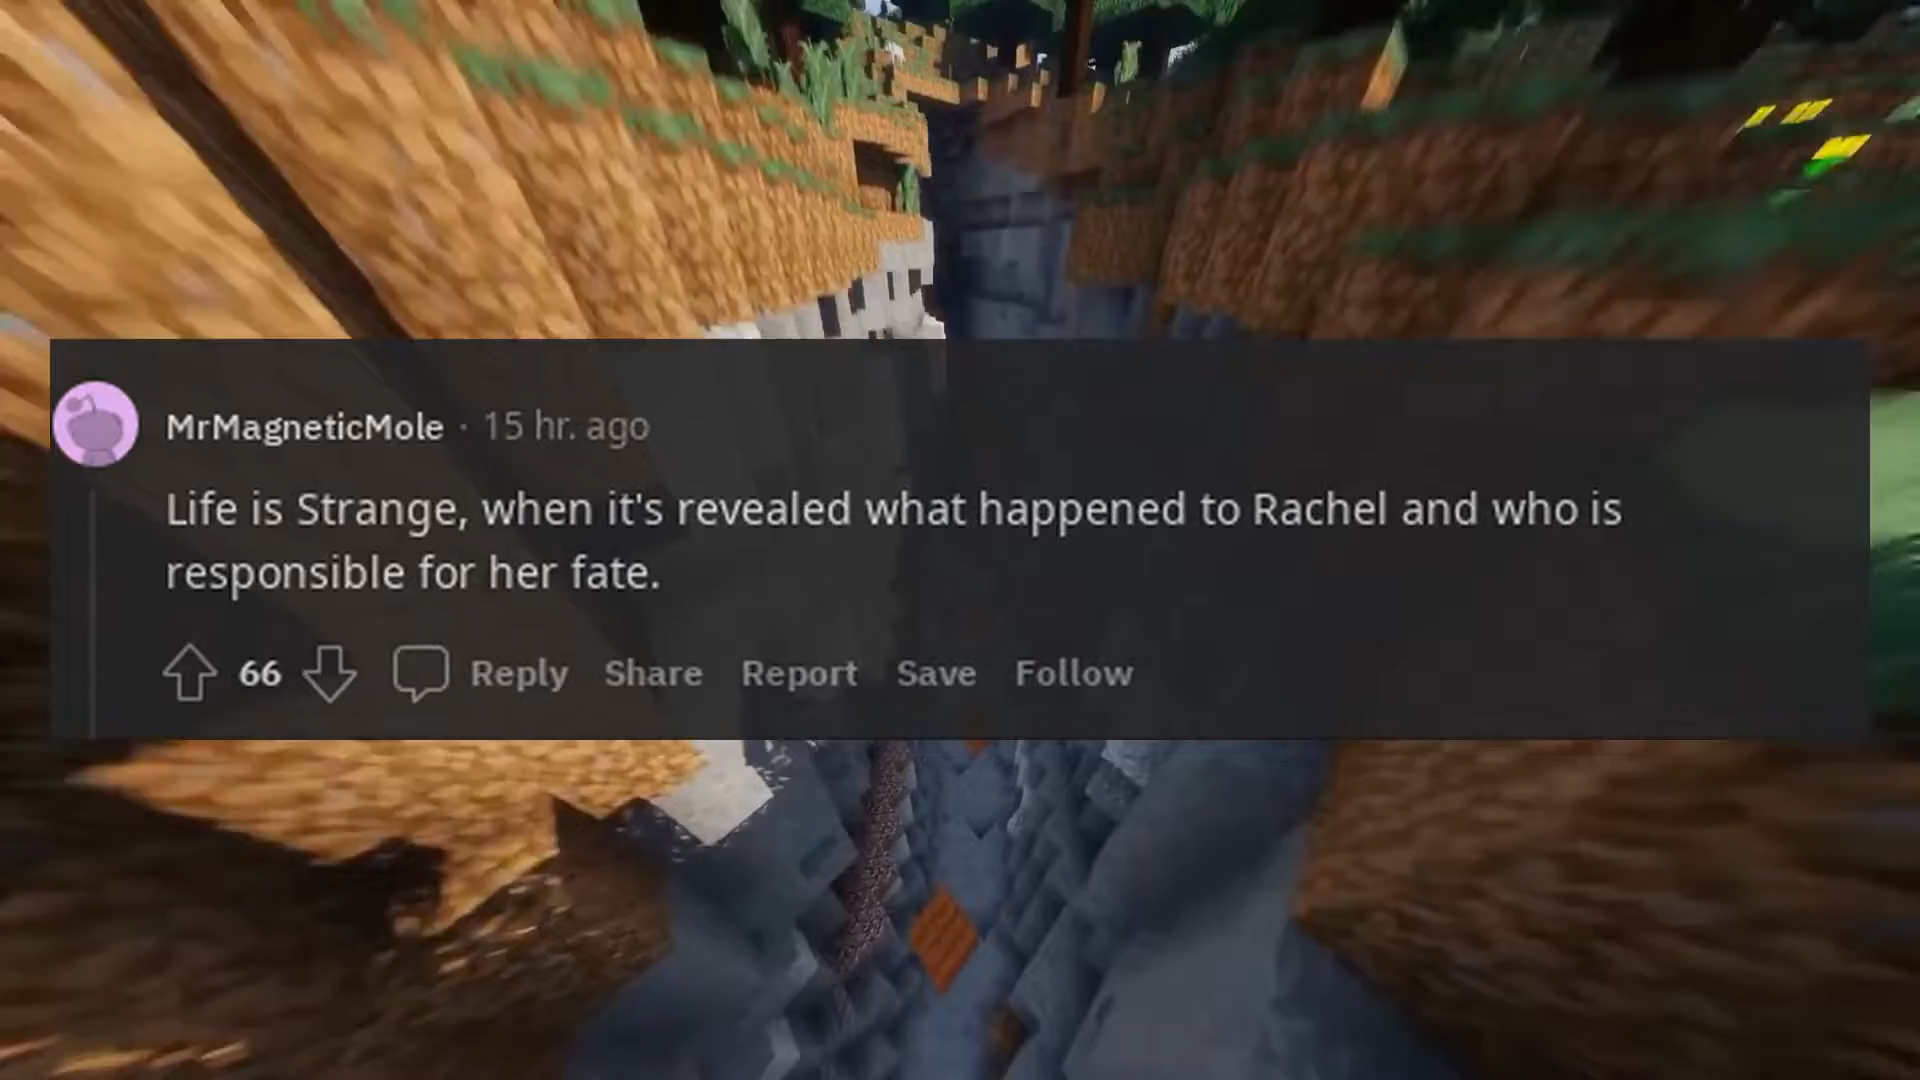 MrMagneticMole · 15 hr. ago
Life is Strange, when it's revealed what happened to Rachel and who is
responsible for her fate.
66 Reply Share Report Save Follow